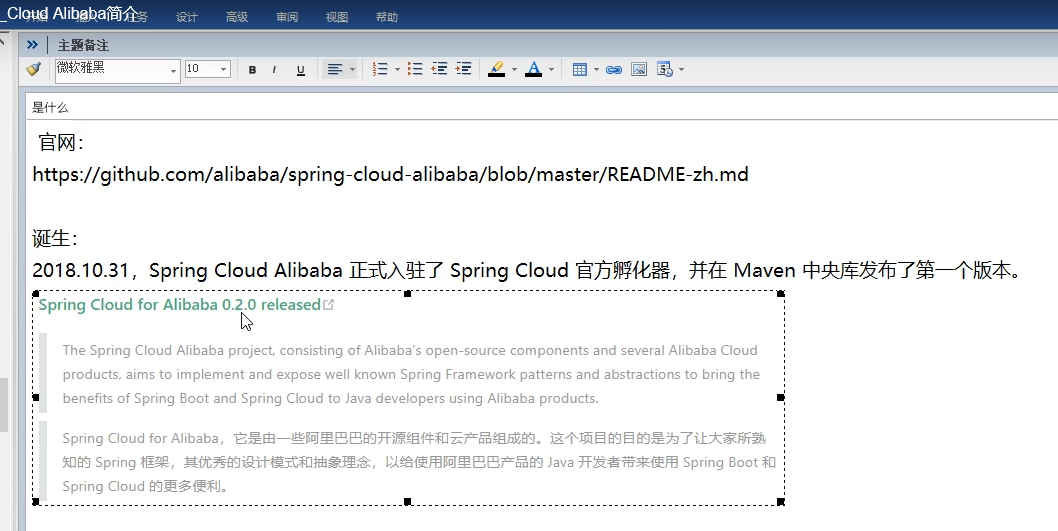 _Cloud Alibaba简介
设计 高级 审阅 视图 帮助
主题备注
微软雅黑 10 B I U A
是什么
官网：
https://github.com/alibaba/spring-cloud-alibaba/blob/master/README-zh.md
诞生：
2018.10.31，Spring Cloud Alibaba 正式入驻了 Spring Cloud 官方孵化器，并在 Maven 中央库发布了第一个版本。
Spring Cloud for Alibaba 0.2.0 released
The Spring Cloud Alibaba project, consisting of Alibaba's open-source components and several Alibaba Cloud
products, aims to implement and expose well known Spring Framework patterns and abstractions to bring the
benefits of Spring Boot and Spring Cloud to Java developers using Alibaba products.
Spring Cloud for Alibaba，它是由一些阿里巴巴的开源组件和云产品组成的。这个项目的目的是为了让大家所熟
知的 Spring 框架，其优秀的设计模式和抽象理念，以给使用阿里巴巴产品的 Java 开发者带来使用 Spring Boot 和
Spring Cloud 的更多便利。